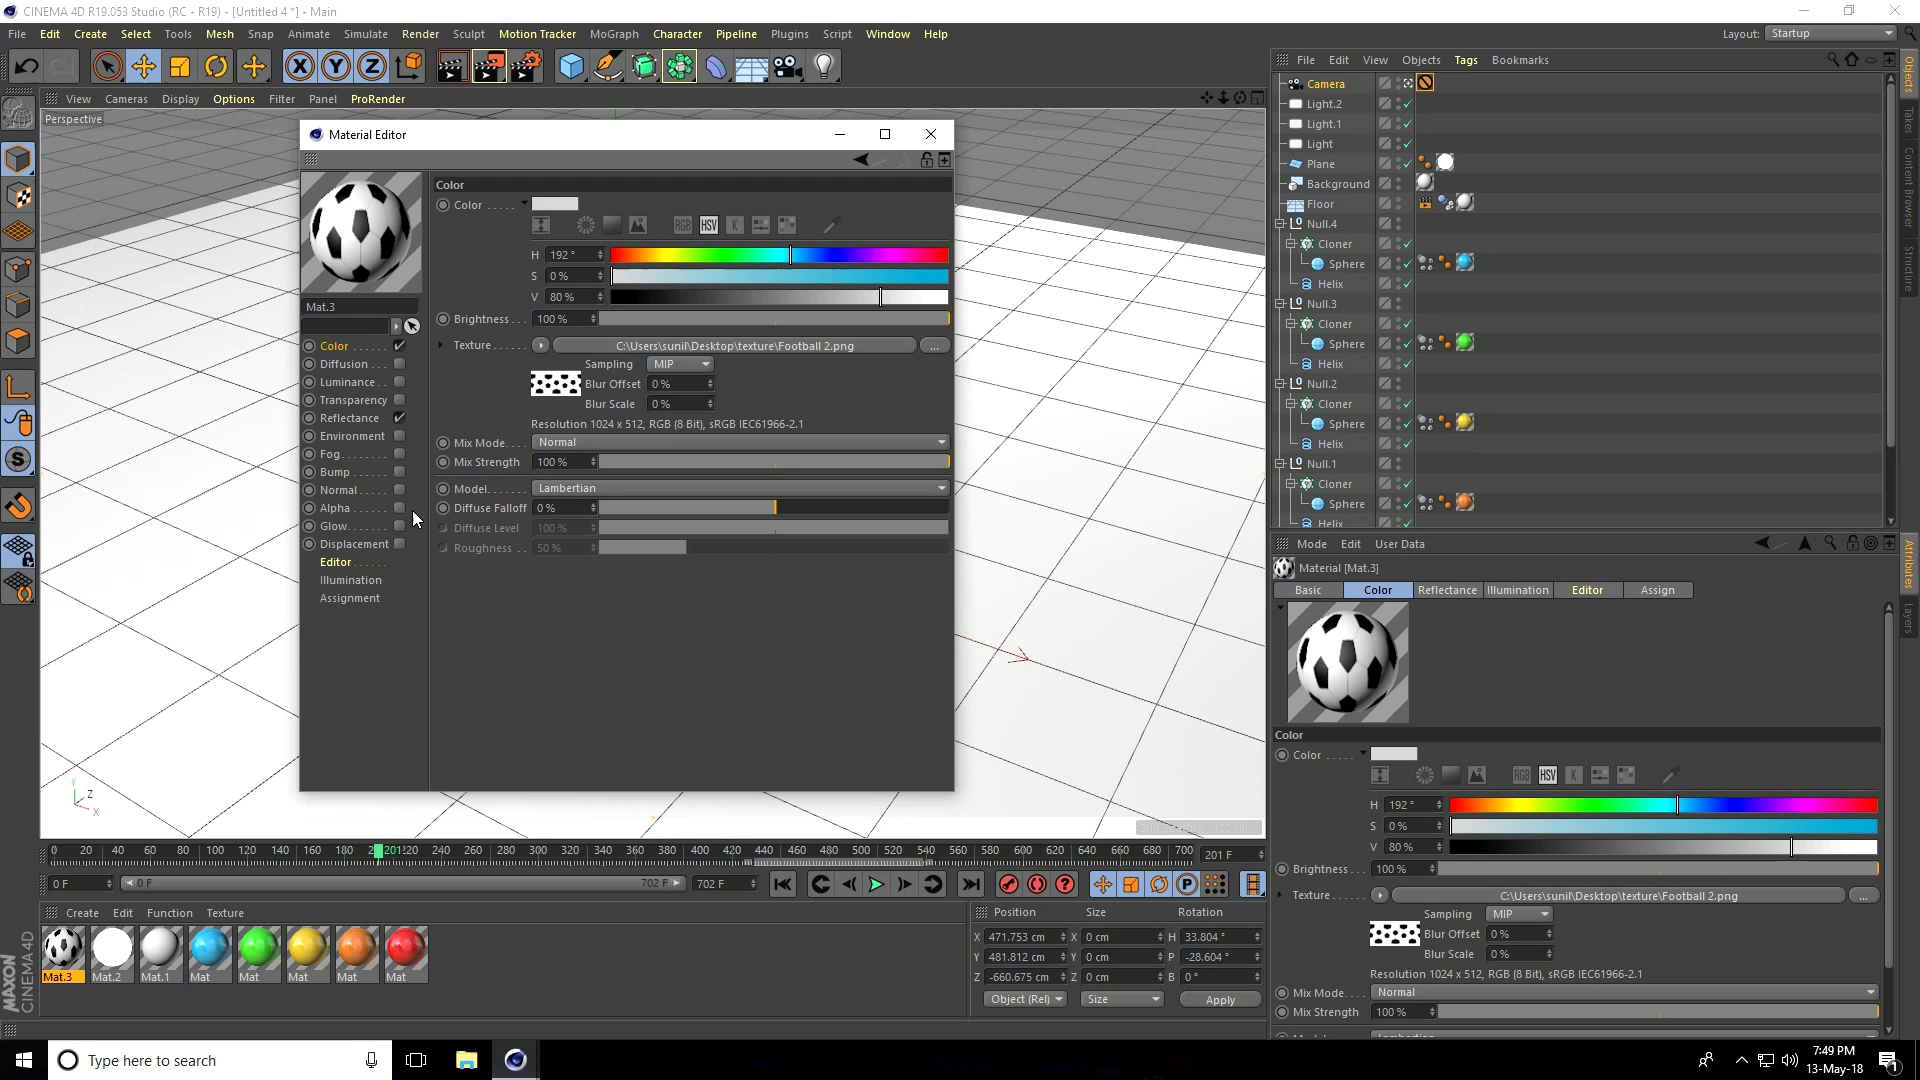 CINEMA 4D R19.053 Studio (RC - R19) - [Untitled 4 *] - Main
File Edit Create Select Tools Mesh Snap Animate Simulate Render Sculpt Motion Tracker MoGraph Character Pipeline Plugins Script Window Help
Layout: Startup
View Cameras Display Options Filter Panel ProRender
Perspective
File Edit View Objects Tags Bookmarks
Camera
Light.2
Light.1
Light
Plane
Background
Floor
Null.4
Cloner
Sphere
Helix
Null.3
Cloner
Sphere
Helix
Null.2
Cloner
Sphere
Helix
Null.1
Cloner
Sphere
Helix
Objects
Takes
Content Browser
Structure
Material Editor
Mat.3
Color
Diffusion
Luminance
Transparency
Reflectance
Environment
Fog
Bump
Normal
Alpha
Glow
Displacement
Editor
Illumination
Assignment
Color
Color
RGB HSV K
H 192 °
S 0 %
V 80 %
Brightness 100 %
Texture C:\Users\sunil\Desktop\texture\Football 2.png ...
Sampling MIP
Blur Offset 0 %
Blur Scale 0 %
Resolution 1024 x 512, RGB (8 Bit), sRGB IEC61966-2.1
Mix Mode Normal
Mix Strength 100 %
Model Lambertian
Diffuse Falloff 0 %
Diffuse Level 100 %
Roughness 50 %
Y Z X
Mode Edit User Data
Material [Mat.3]
Basic Color Reflectance Illumination Editor Assign
Color
Color
RGB HSV K
H 192 °
S 0 %
V 80 %
Brightness 100 %
Texture C:\Users\sunil\Desktop\texture\Football 2.png ...
Sampling MIP
Blur Offset 0 %
Blur Scale 0 %
Resolution 1024 x 512, RGB (8 Bit), sRGB IEC61966-2.1
Mix Mode Normal
Mix Strength 100 %
Attributes
Layers
0 20 40 60 80 100 120 140 160 180 201 220 240 260 280 300 320 340 360 380 400 420 440 460 480 500 520 540 560 580 600 620 640 660 680 700 201 F
0 F 0 F 702 F 702 F
Create Edit Function Texture
Mat.3 Mat.2 Mat.1 Mat Mat Mat Mat Mat
Position Size Rotation
X 471.753 cm X 0 cm H 33.804 °
Y 481.812 cm Y 0 cm P -28.604 °
Z -660.675 cm Z 0 cm B 0 °
Object (Rel) Size Apply
MAXON
CINEMA 4D
Type here to search
7:49 PM
13-May-18
1